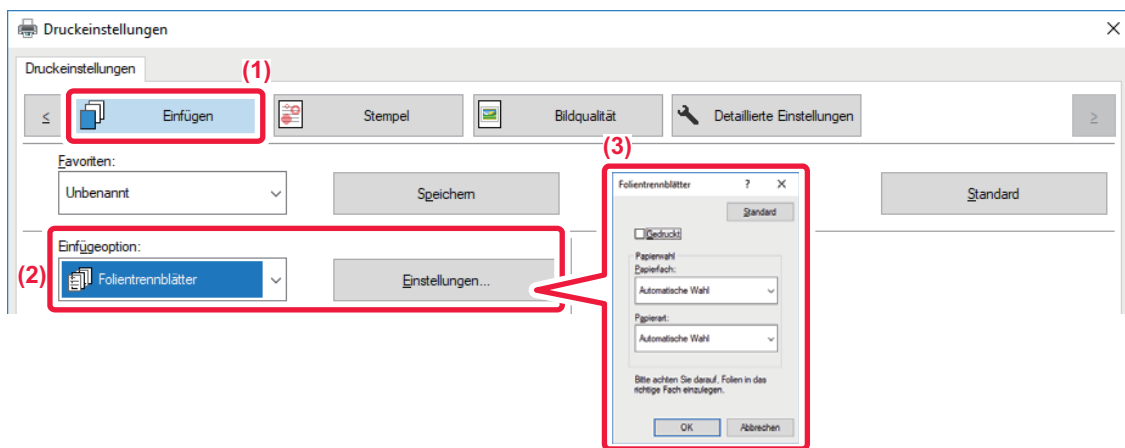 Druckeinstellungen
Druckeinstellungen
(1)
< Einfügen Stempel Bildqualität Detaillierte Einstellungen >
(3)
Favoriten:
Unbenannt Speichern Standard
Einfügeoption:
(2) Folientrennblätter Einstellungen...
Folientrennblätter ? X
Standard
Gedruckt
Papierwahl
Papierfach:
Automatische Wahl
Papierart:
Automatische Wahl
Bitte achten Sie darauf, Folien in das
richtige Fach einzulegen.
OK Abbrechen